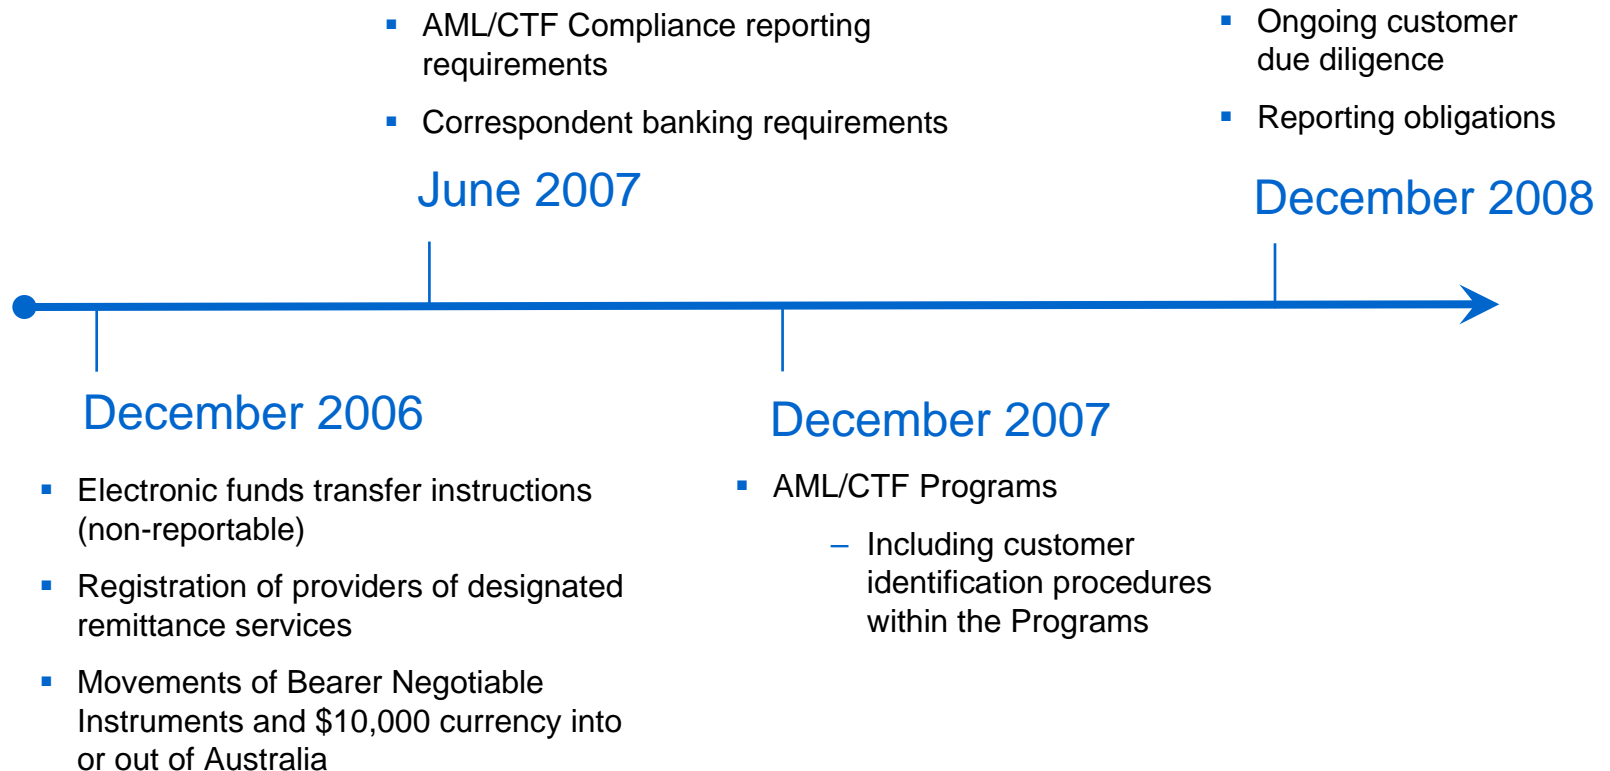 ▪ AML/CTF Compliance reporting
requirements
▪ Correspondent banking requirements
June 2007
▪ Ongoing customer
due diligence
▪ Reporting obligations
December 2008
December 2006
▪ Electronic funds transfer instructions
(non-reportable)
▪ Registration of providers of designated
remittance services
▪ Movements of Bearer Negotiable
Instruments and $10,000 currency into
or out of Australia
December 2007
▪ AML/CTF Programs
– Including customer
identification procedures
within the Programs